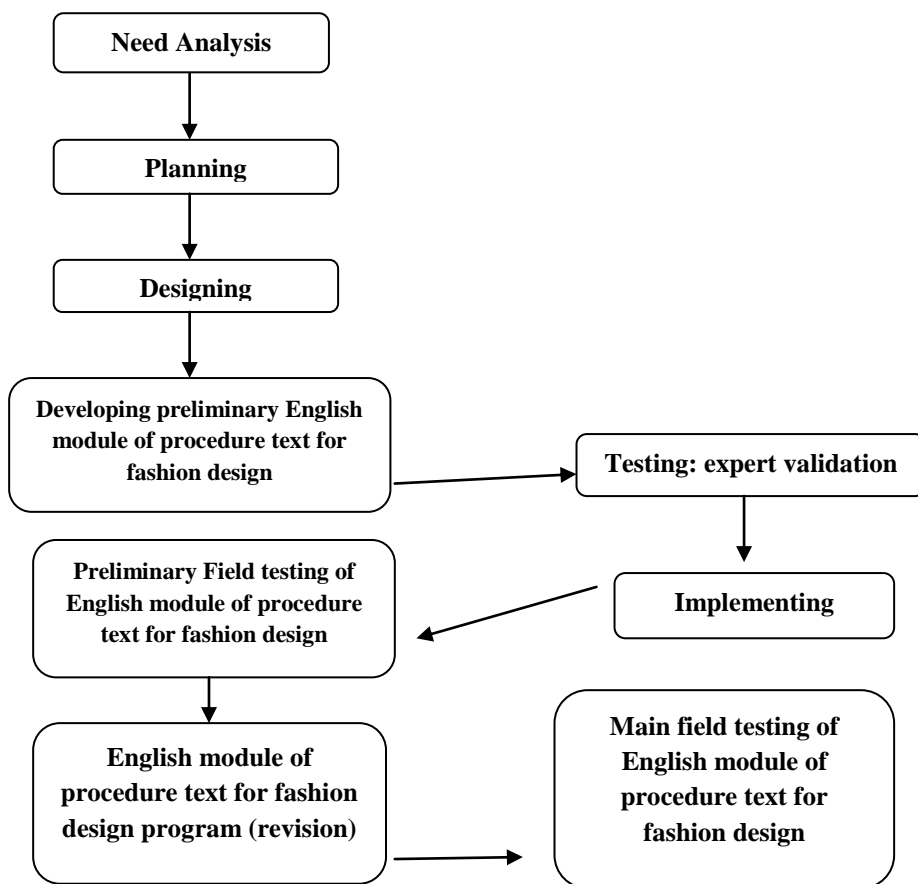 Need Analysis
Planning
Designing
Developing preliminary English
module of procedure text for
fashion design
Testing: expert validation
Implementing
Preliminary Field testing of
English module of procedure
text for fashion design
English module of
procedure text for fashion
design program (revision)
Main field testing of
English module of
procedure text for
fashion design